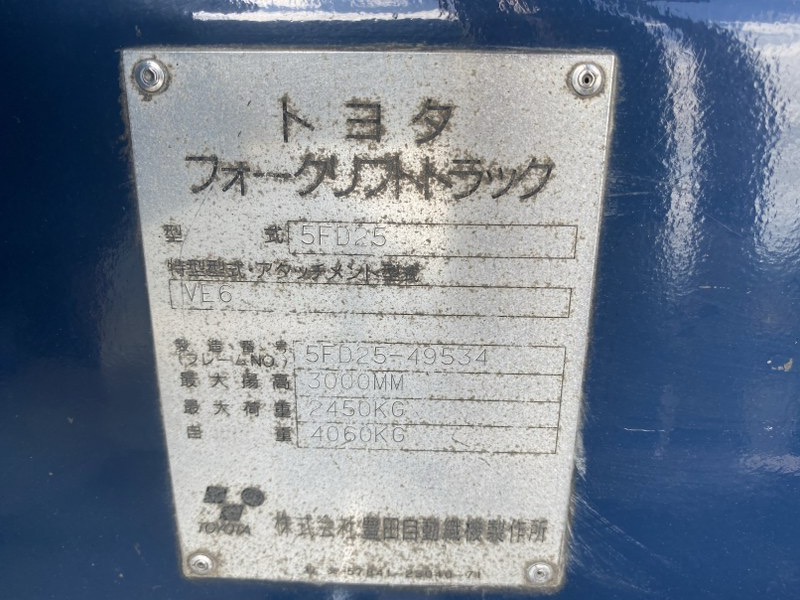 トヨタ
フォークリフトトラック
型式 5FD25
特型型式・アタッチメント型式
VE6
製造番号
(フレームNO.) 5FD25-49534
最大揚高 3000MM
最大荷重 2450KG
自重 4060KG
TOYOTA 株式会社豊田自動織機製作所